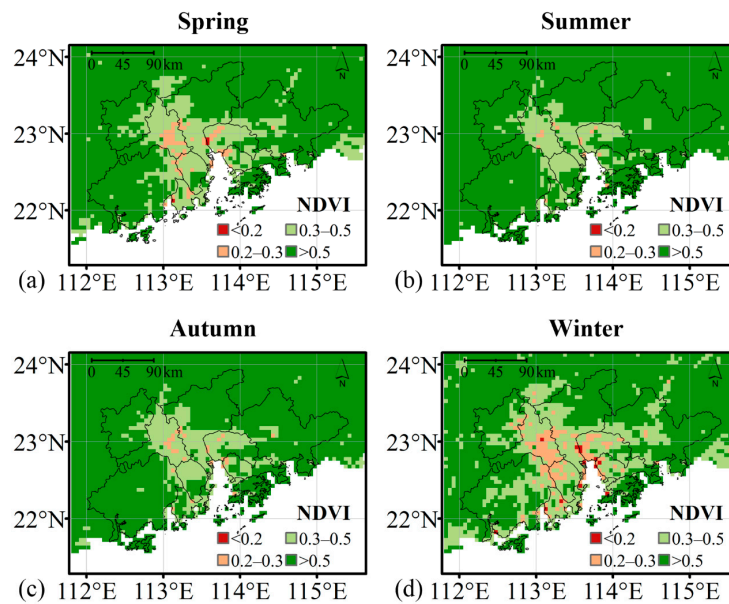 Spring
Summer
24°N
23°N
22°N
0 45 90 km
N
NDVI
<0.2 0.3–0.5
0.2–0.3 >0.5
(a)
112°E 113°E 114°E 115°E
24°N
23°N
22°N
0 45 90 km
N
NDVI
<0.2 0.3–0.5
0.2–0.3 >0.5
(b)
112°E 113°E 114°E 115°E
Autumn
Winter
24°N
23°N
22°N
0 45 90 km
N
NDVI
<0.2 0.3–0.5
0.2–0.3 >0.5
(c)
112°E 113°E 114°E 115°E
24°N
23°N
22°N
0 45 90 km
N
NDVI
<0.2 0.3–0.5
0.2–0.3 >0.5
(d)
112°E 113°E 114°E 115°E